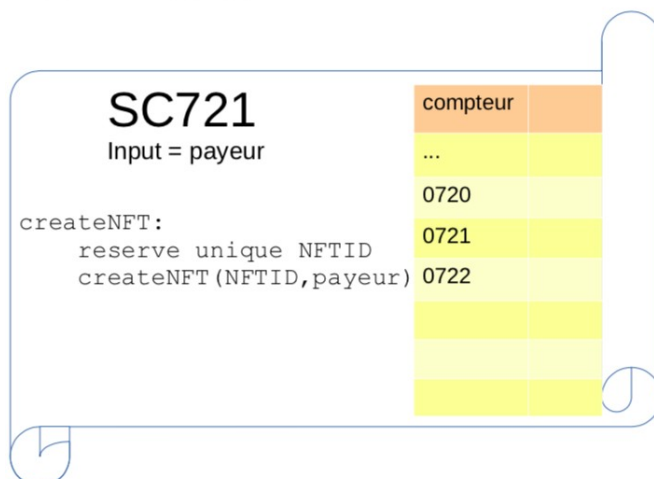 SC721
Input = payeur
createNFT:
reserve unique NFTID
createNFT(NFTID,payeur)
compteur
...
0720
0721
0722